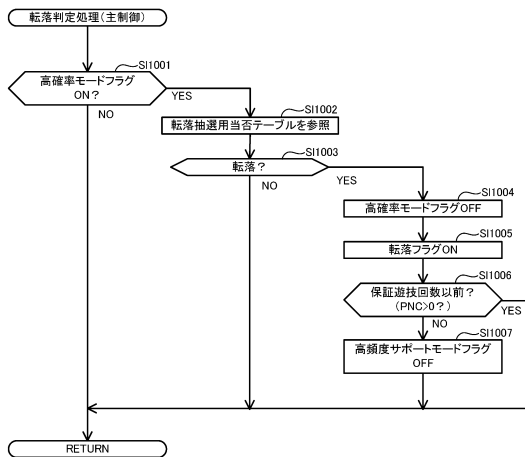 転落判定処理(主制御)
SI1001
高確率モードフラグ
ON?
YES
NO
SI1002
転落抽選用当否テーブルを参照
SI1003
転落?
YES
NO
SI1004
高確率モードフラグOFF
SI1005
転落フラグON
SI1006
保証遊技回数以前?
(PNC>0?)
YES
NO
SI1007
高頻度サポートモードフラグ
OFF
RETURN